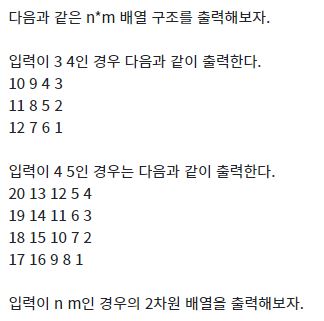 다음과 같은 n*m 배열 구조를 출력해보자.
입력이 3 4인 경우 다음과 같이 출력한다.
10 9 4 3
11 8 5 2
12 7 6 1
입력이 4 5인 경우는 다음과 같이 출력한다.
20 13 12 5 4
19 14 11 6 3
18 15 10 7 2
17 16 9 8 1
입력이 n m인 경우의 2차원 배열을 출력해보자.